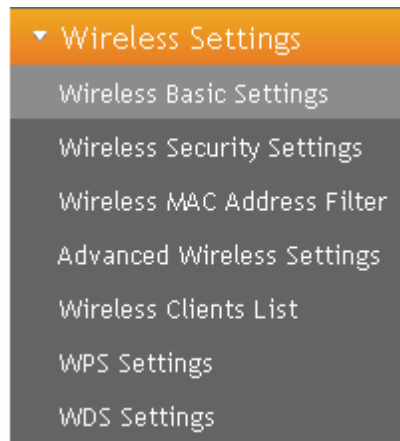 Wireless Settings
Wireless Basic Settings
Wireless Security Settings
Wireless MAC Address Filter
Advanced Wireless Settings
Wireless Clients List
WPS Settings
WDS Settings